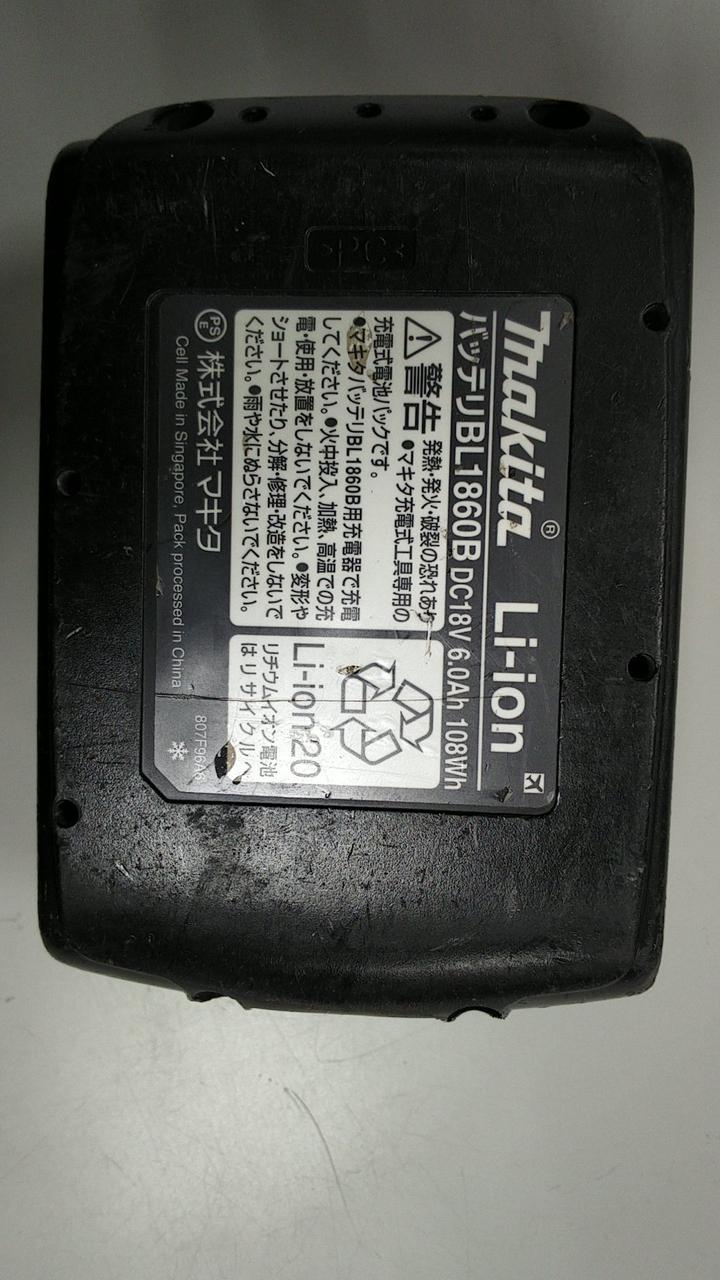 >PC<
makita® Li-ion
バッテリBL1860B DC18V 6.0Ah 108Wh
警告 発熱・発火・破裂の恐れあり
●マキタ充電式工具専用の
充電式電池パックです。
●マキタバッテリBL1860B用充電器で充電
してください。●火中投入、加熱、高温での充
電・使用・放置をしないでください。●変形や
ショートさせたり、分解・修理・改造をしないで
ください。●雨や水にぬらさないでください。
Li-ion 20
リチウムイオン電池
はリサイクルへ
PS
E
株式会社マキタ
Cell Made in Singapore, Pack processed in China